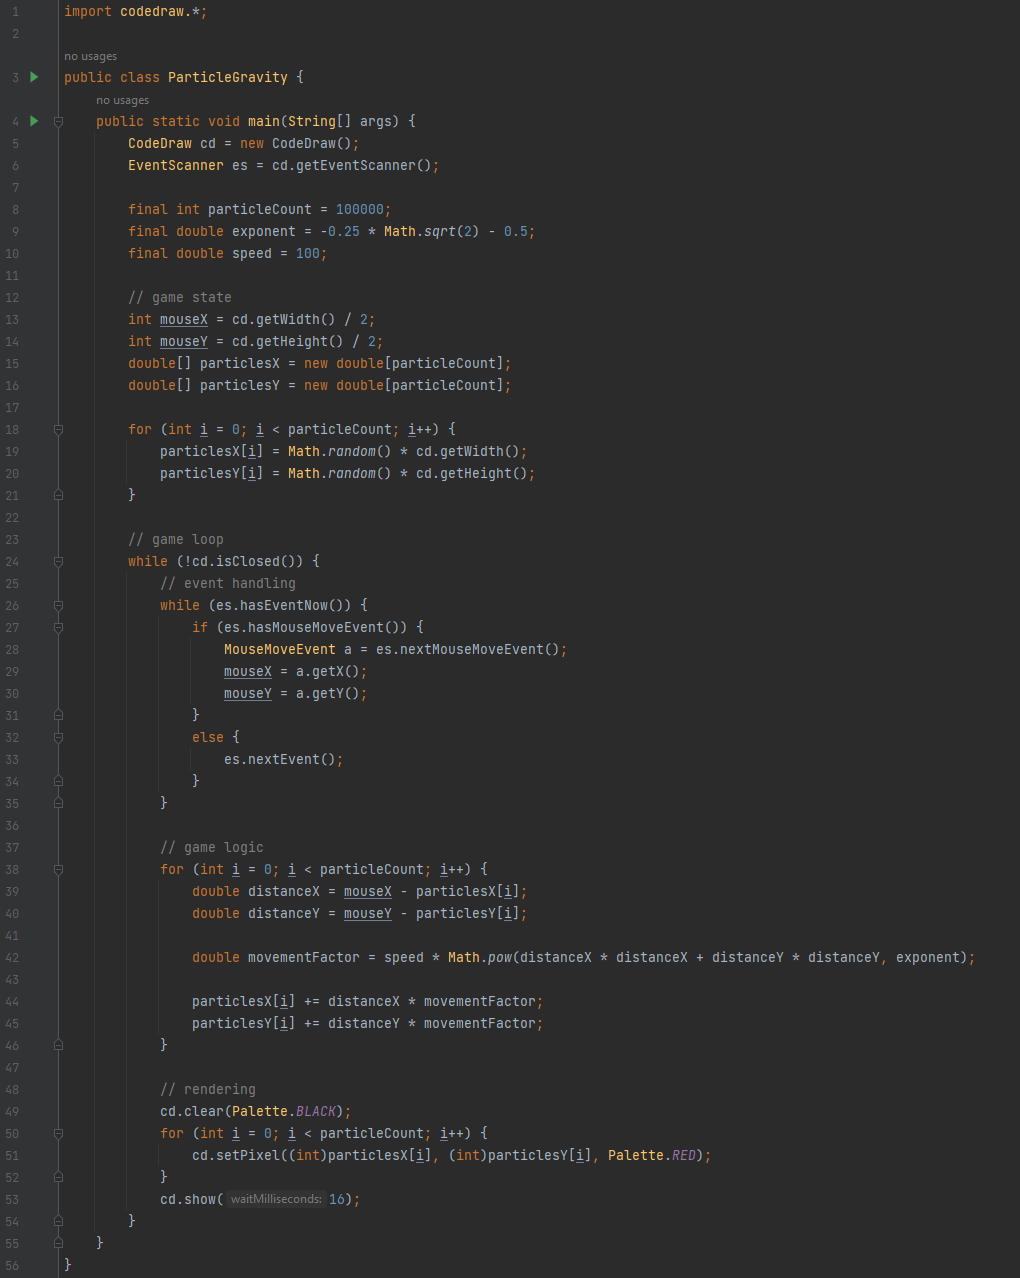 1 import codedraw.*;
2
no usages
3 public class ParticleGravity {
no usages
4     public static void main(String[] args) {
5         CodeDraw cd = new CodeDraw();
6         EventScanner es = cd.getEventScanner();
7
8         final int particleCount = 100000;
9         final double exponent = -0.25 * Math.sqrt(2) - 0.5;
10         final double speed = 100;
11
12         // game state
13         int mouseX = cd.getWidth() / 2;
14         int mouseY = cd.getHeight() / 2;
15         double[] particlesX = new double[particleCount];
16         double[] particlesY = new double[particleCount];
17
18         for (int i = 0; i < particleCount; i++) {
19             particlesX[i] = Math.random() * cd.getWidth();
20             particlesY[i] = Math.random() * cd.getHeight();
21         }
22
23         // game loop
24         while (!cd.isClosed()) {
25             // event handling
26             while (es.hasEventNow()) {
27                 if (es.hasMouseMoveEvent()) {
28                     MouseMoveEvent a = es.nextMouseMoveEvent();
29                     mouseX = a.getX();
30                     mouseY = a.getY();
31                 }
32                 else {
33                     es.nextEvent();
34                 }
35             }
36
37             // game logic
38             for (int i = 0; i < particleCount; i++) {
39                 double distanceX = mouseX - particlesX[i];
40                 double distanceY = mouseY - particlesY[i];
41
42                 double movementFactor = speed * Math.pow(distanceX * distanceX + distanceY * distanceY, exponent);
43
44                 particlesX[i] += distanceX * movementFactor;
45                 particlesY[i] += distanceY * movementFactor;
46             }
47
48             // rendering
49             cd.clear(Palette.BLACK);
50             for (int i = 0; i < particleCount; i++) {
51                 cd.setPixel((int)particlesX[i], (int)particlesY[i], Palette.RED);
52             }
53             cd.show( waitMilliseconds: 16);
54         }
55     }
56 }